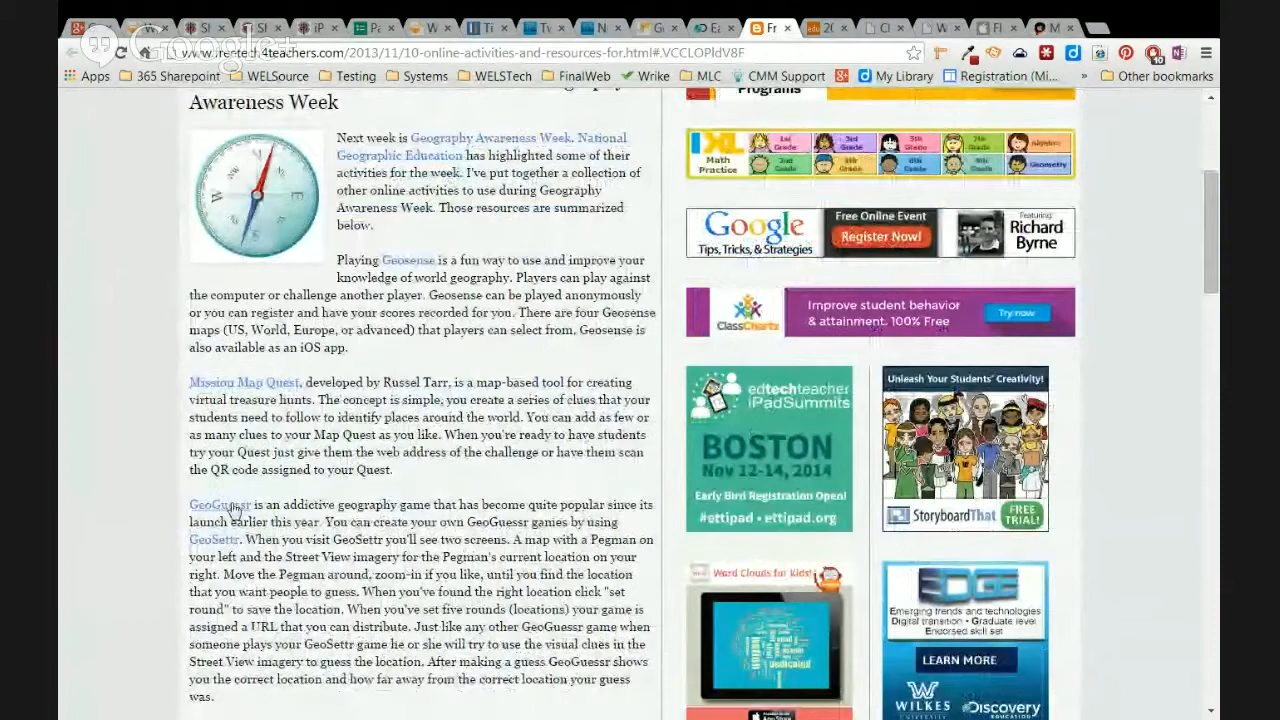 Google+
www.freetech4teachers.com/2013/11/10-online-activities-and-resources-for.html#.VCCLOPldV8F
Apps
365 Sharepoint
WELSource
Testing
Systems
WELSTech
FinalWeb
Wrike
MLC
CMM Support
My Library
Registration (Mi...
»
Other bookmarks
Awareness Week
Next week is Geography Awareness Week. National
Geographic Education has highlighted some of their
activities for the week. I've put together a collection of
other online activities to use during Geography
Awareness Week. Those resources are summarized
below.
Playing Geosense is a fun way to use and improve your
knowledge of world geography. Players can play against
the computer or challenge another player. Geosense can be played anonymously
or you can register and have your scores recorded for you. There are four Geosense
maps (US, World, Europe, or advanced) that players can select from, Geosense is
also available as an iOS app.
Mission Map Quest, developed by Russel Tarr, is a map-based tool for creating
virtual treasure hunts. The concept is simple, you create a series of clues that your
students need to follow to identify places around the world. You can add as few or
as many clues to your Map Quest as you like. When you're ready to have students
try your Quest just give them the web address of the challenge or have them scan
the QR code assigned to your Quest.
GeoGuessr is an addictive geography game that has become quite popular since its
launch earlier this year. You can create your own GeoGuessr games by using
GeoSettr. When you visit GeoSettr you'll see two screens. A map with a Pegman on
your left and the Street View imagery for the Pegman's current location on your
right. Move the Pegman around, zoom-in if you like, until you find the location
that you want people to guess. When you've found the right location click "set
round" to save the location. When you've set five rounds (locations) your game is
assigned a URL that you can distribute. Just like any other GeoGuessr game when
someone plays your GeoSettr game he or she will try to use the visual clues in the
Street View imagery to guess the location. After making a guess GeoGuessr shows
you the correct location and how far away from the correct location your guess
was.
Programs
IXL
Math
Practice
1st Grade
3rd Grade
5th Grade
7th Grade
Algebra
2nd Grade
4th Grade
6th Grade
8th Grade
Geometry
Google
Tips, Tricks, & Strategies
Free Online Event
Register Now!
Featuring:
Richard
Byrne
ClassCharts
Improve student behavior
& attainment. 100% Free
Try now
edtechteacher
iPadSummits
BOSTON
Nov 12-14, 2014
Early Bird Registration Open!
#ettipad • ettipad.org
Unleash Your Students' Creativity!
StoryboardThat
FREE
TRIAL!
Word Clouds for Kids!
App Store
EDGE
Emerging trends and technologies
Digital transition • Graduate level
Endorsed skill set
LEARN MORE
WILKES
UNIVERSITY
Discovery
EDUCATION